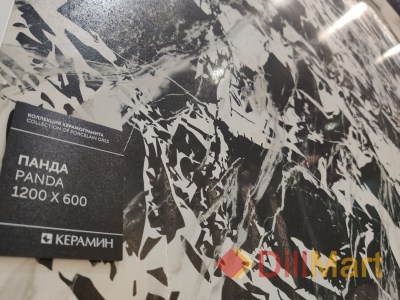 КОЛЛЕКЦИЯ КЕРАМОГРАНИТА
COLLECTION OF PORCELAIN GRES
ПАНДА
PANDA
1200 X 600
КЕРАМИН
DillMart